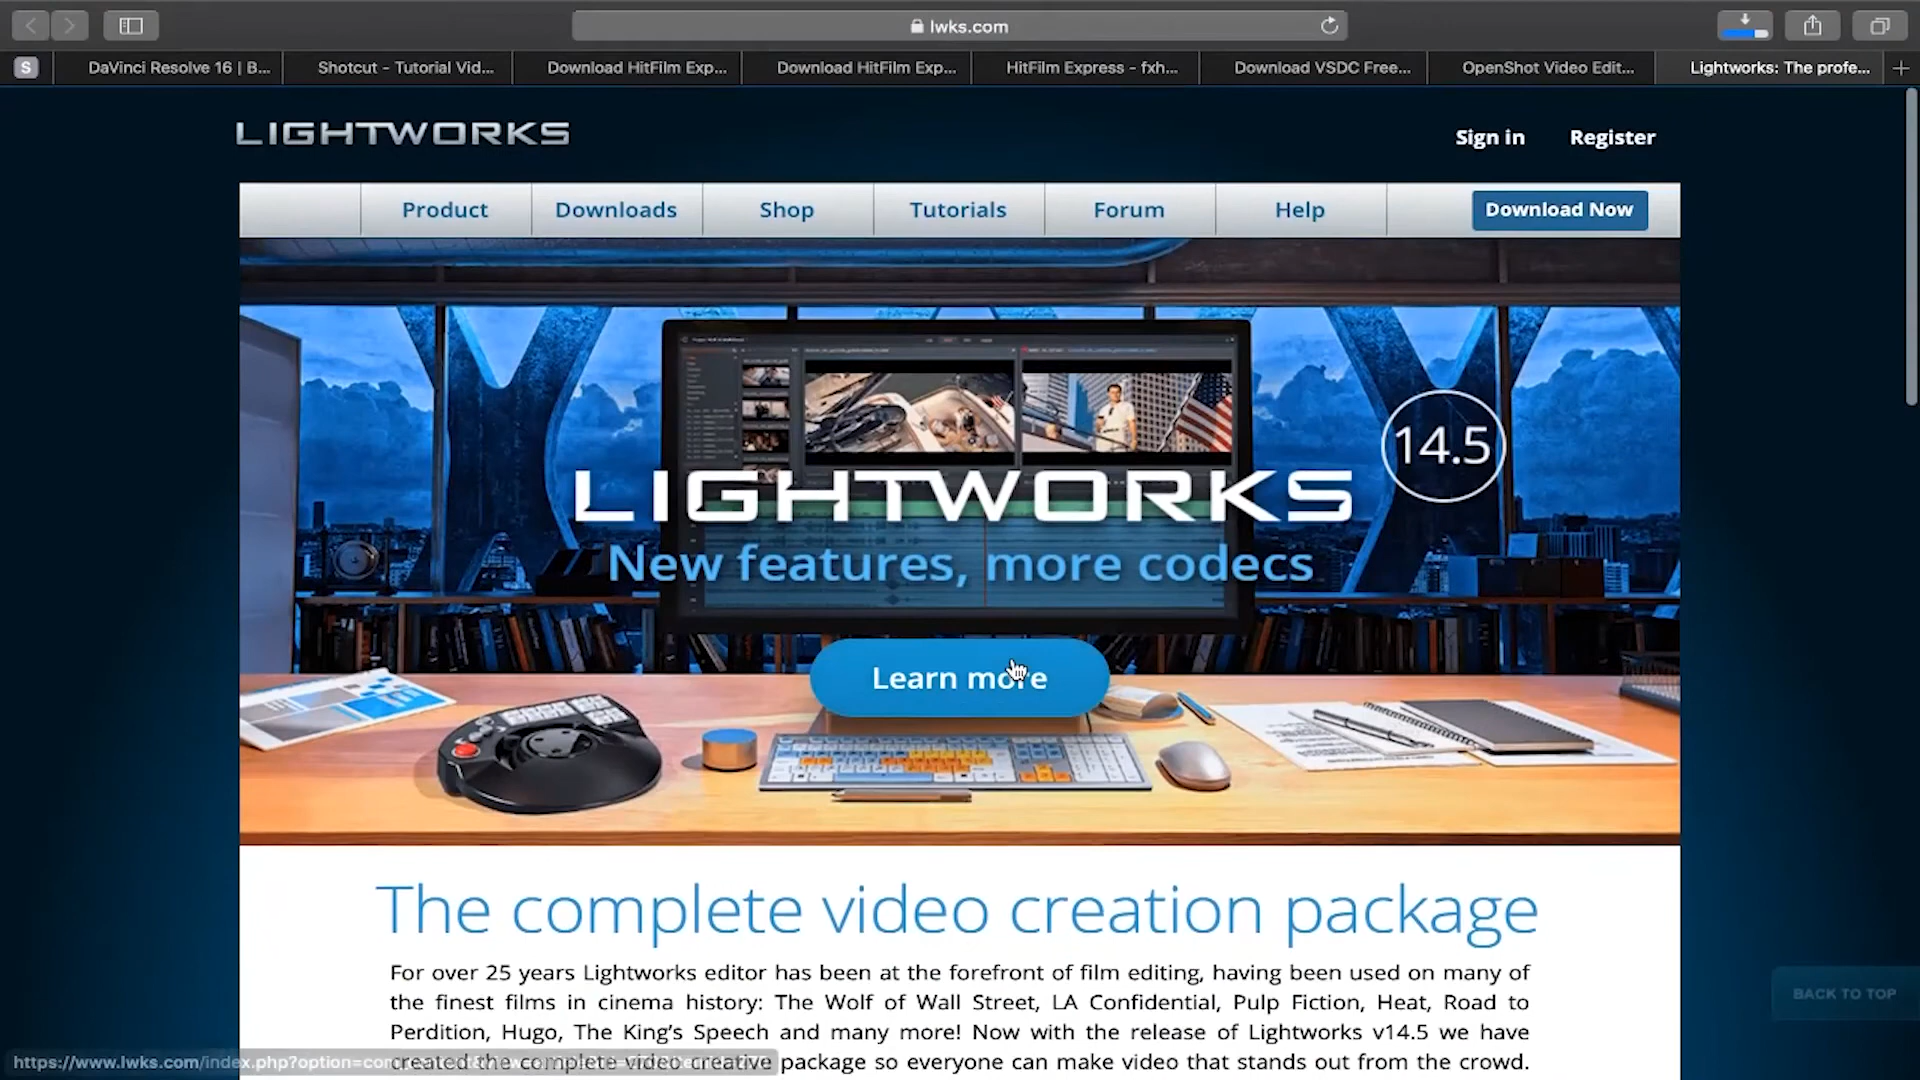 lwks.com
S
DaVinci Resolve 16 | B...
Shotcut - Tutorial Vid...
Download HitFilm Exp...
Download HitFilm Exp...
HitFilm Express - fxh...
Download VSDC Free...
OpenShot Video Edit...
Lightworks: The profe...
LIGHTWORKS
Sign in
Register
Product
Downloads
Shop
Tutorials
Forum
Help
Download Now
14.5
LIGHTWORKS
New features, more codecs
Learn more
The complete video creation package
For over 25 years Lightworks editor has been at the forefront of film editing, having been used on many of
the finest films in cinema history: The Wolf of Wall Street, LA Confidential, Pulp Fiction, Heat, Road to
Perdition, Hugo, The King's Speech and many more! Now with the release of Lightworks v14.5 we have
created the complete video creative package so everyone can make video that stands out from the crowd.
BACK TO TOP
https://www.lwks.com/index.php?option=com